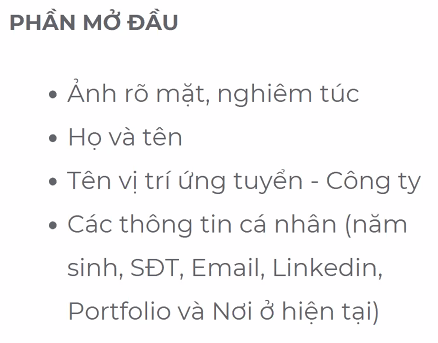 PHẦN MỞ ĐẦU
• Ảnh rõ mặt, nghiêm túc
• Họ và tên
• Tên vị trí ứng tuyển - Công ty
• Các thông tin cá nhân (năm
sinh, SĐT, Email, Linkedin,
Portfolio và Nơi ở hiện tại)